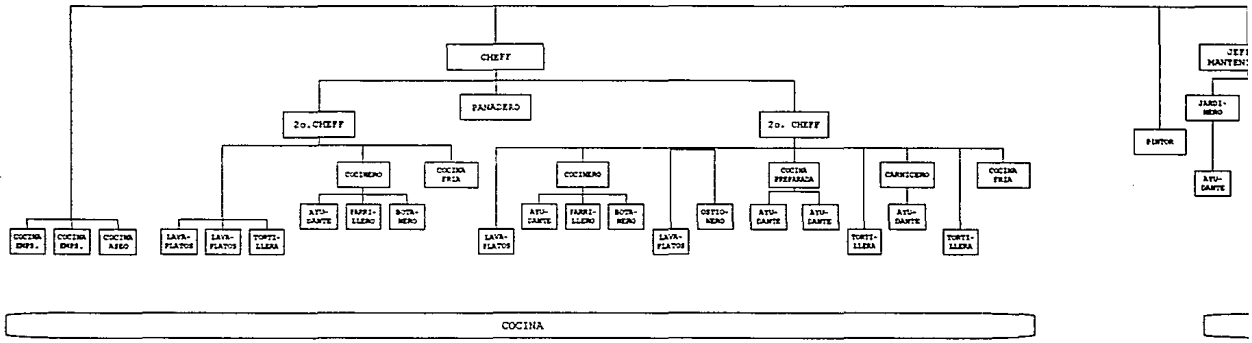 CHEFF
JEF
MANTEN
PANADERO
JARDI-
NERO
2o. CHEFF
2o. CHEFF
PINTOR
COCINERO
COCINA
FRIA
COCINERO
COCINA
PREPARADA
CARNICERO
COCINA
FRIA
AYU-
DANTE
AYU-
DANTE
PARRI-
LLERO
BOTA-
NERO
AYU-
DANTE
PARRI-
LLERO
BOTA-
NERO
OSTIO-
NERO
AYU-
DANTE
AYU-
DANTE
AYU-
DANTE
COCINA
EMPS.
COCINA
EMPS.
COCINA
ASEO
LAVA-
PLATOS
LAVA-
PLATOS
TORTI-
LLERA
LAVA-
PLATOS
LAVA-
PLATOS
TORTI-
LLERA
TORTI-
LLERA
COCINA